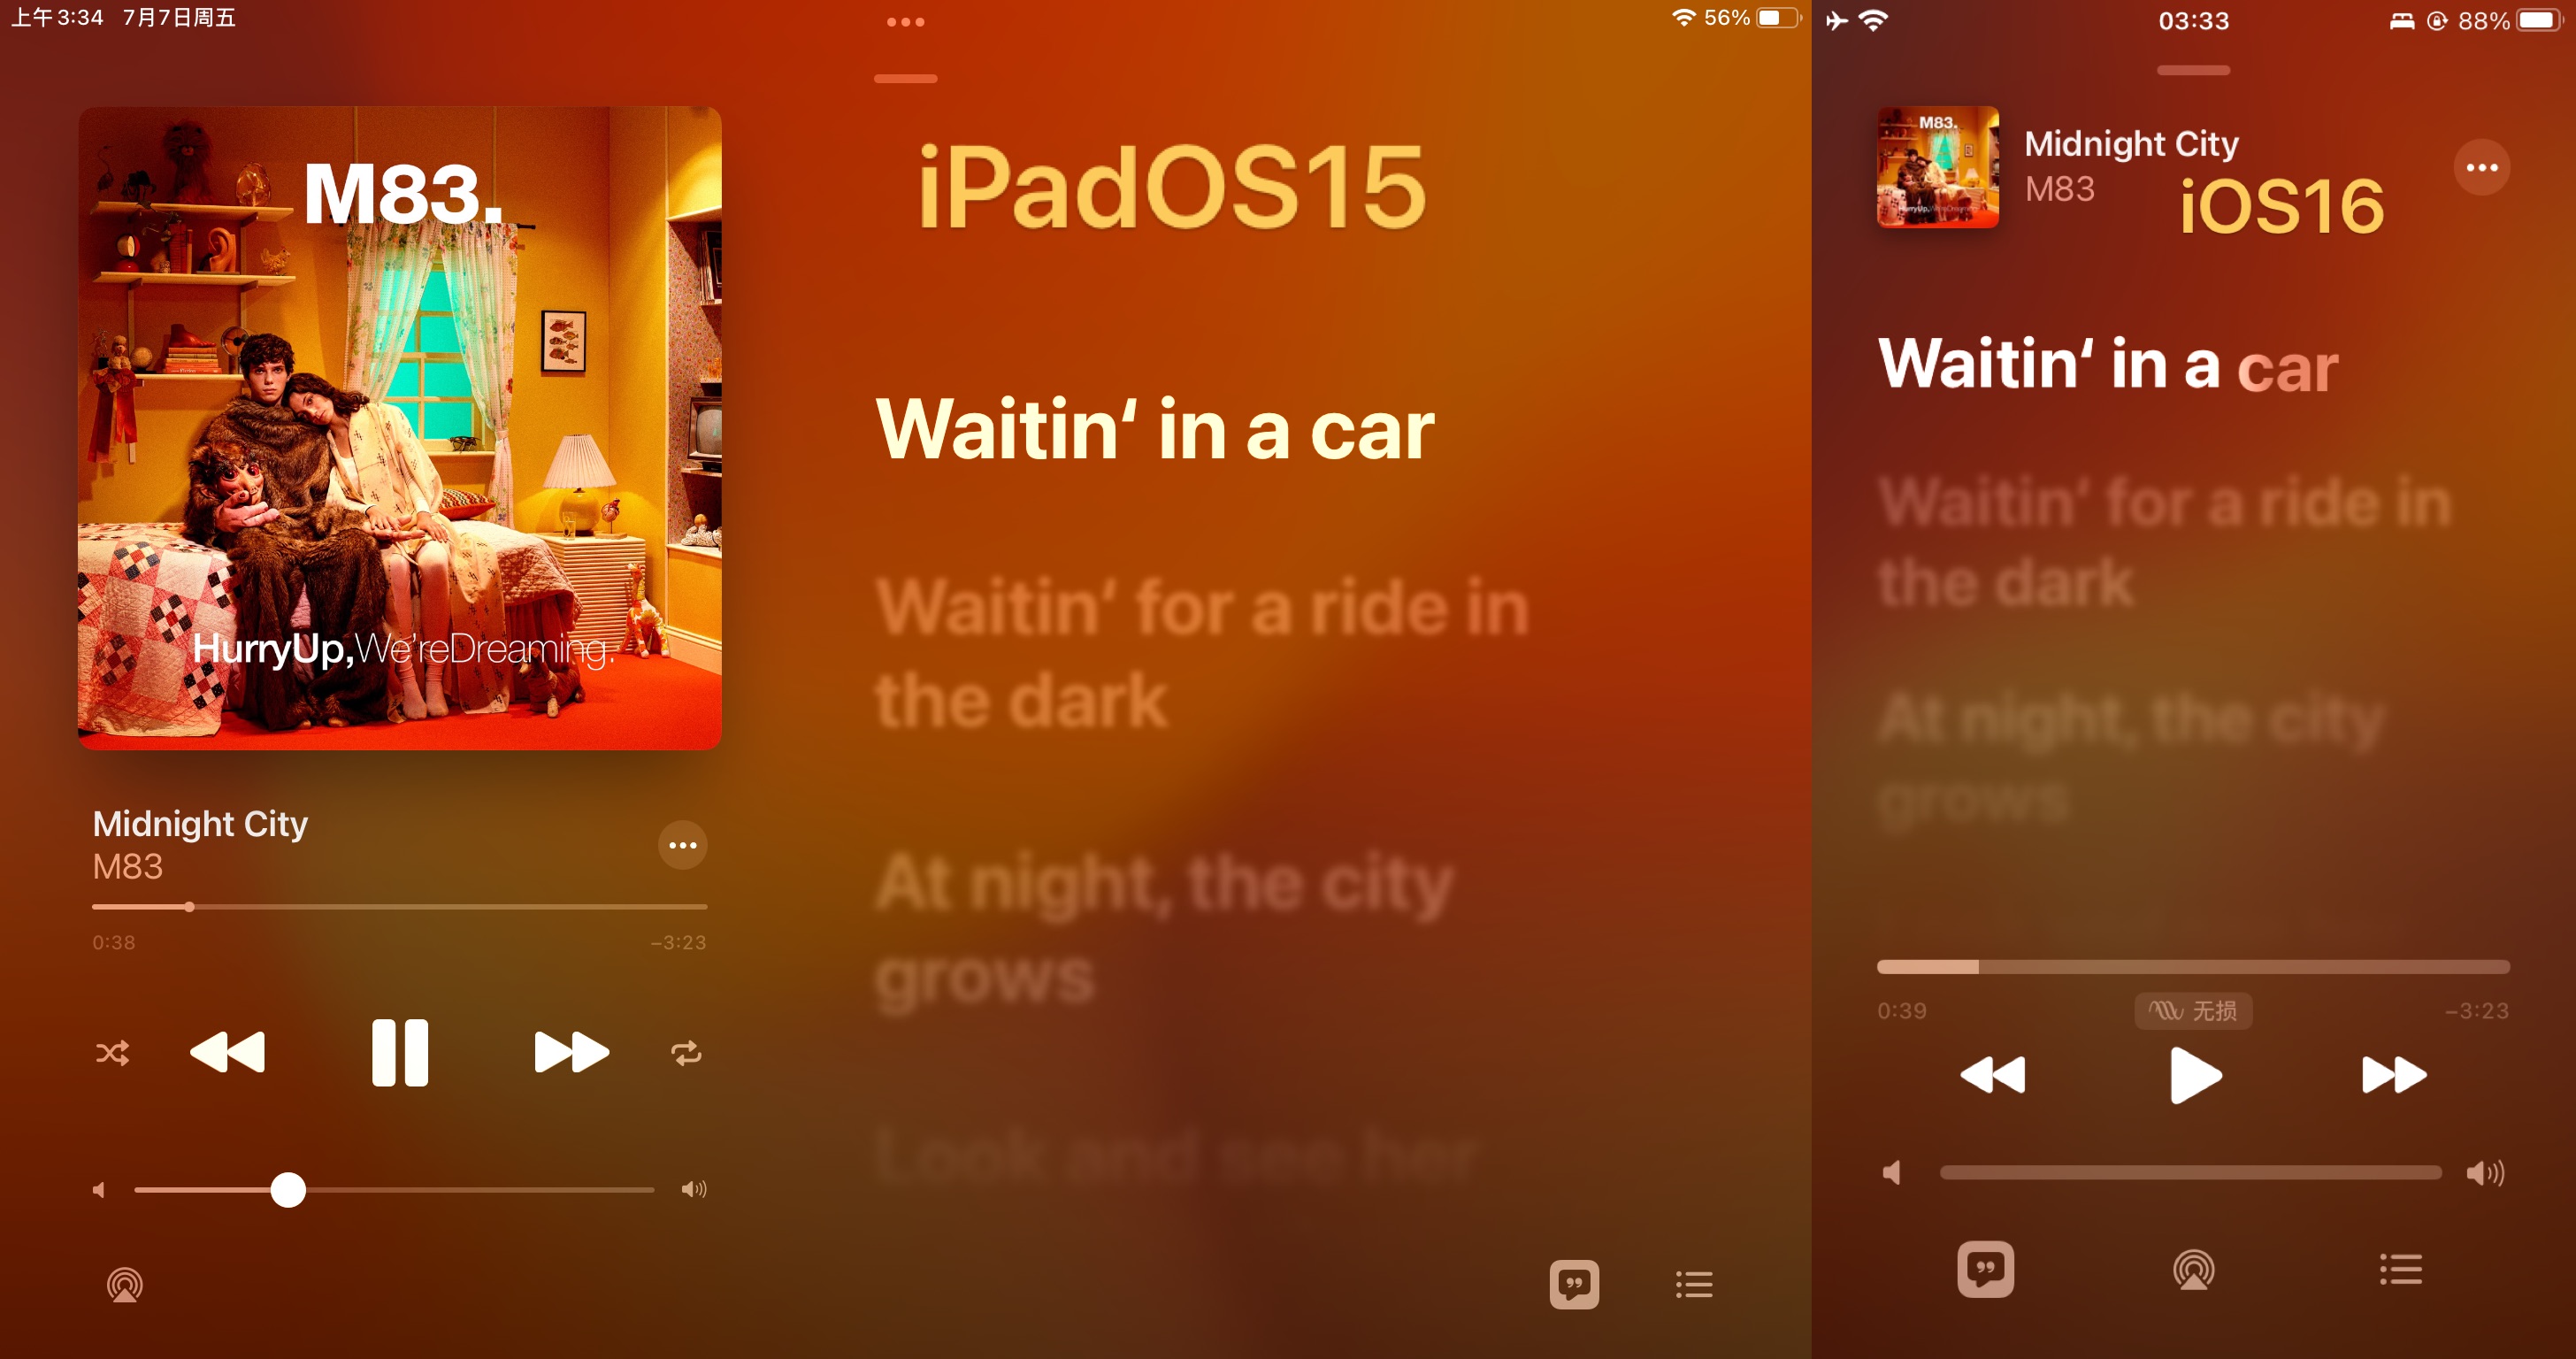 上午3:34 7月7日周五
56%
M83.
HurryUp,We'reDreaming.
Midnight City
M83
0:38
–3:23
iPadOS15
Waitin‘ in a car
Waitin‘ for a ride in
the dark
At night, the city
grows
Look and see her
03:33
88%
M83.
HurryUp,We'reDreaming.
Midnight City
M83
iOS16
Waitin‘ in a car
Waitin‘ for a ride in
the dark
At night, the city
grows
0:39
无损
–3:23